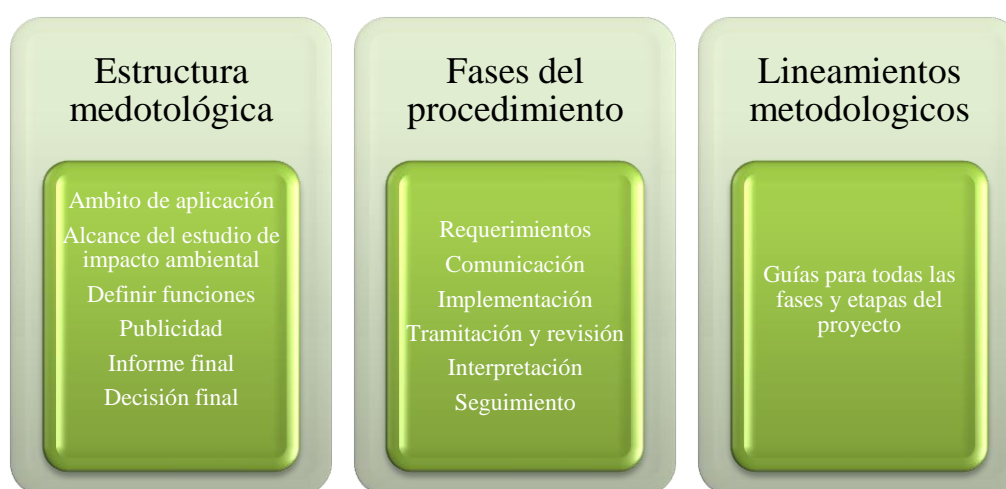 Estructura
medotológica
Ambito de aplicación
Alcance del estudio de
impacto ambiental
Definir funciones
Publicidad
Informe final
Decisión final
Fases del
procedimiento
Requerimientos
Comunicación
Implementación
Tramitación y revisión
Interpretación
Seguimiento
Lineamientos
metodologicos
Guías para todas las
fases y etapas del
proyecto